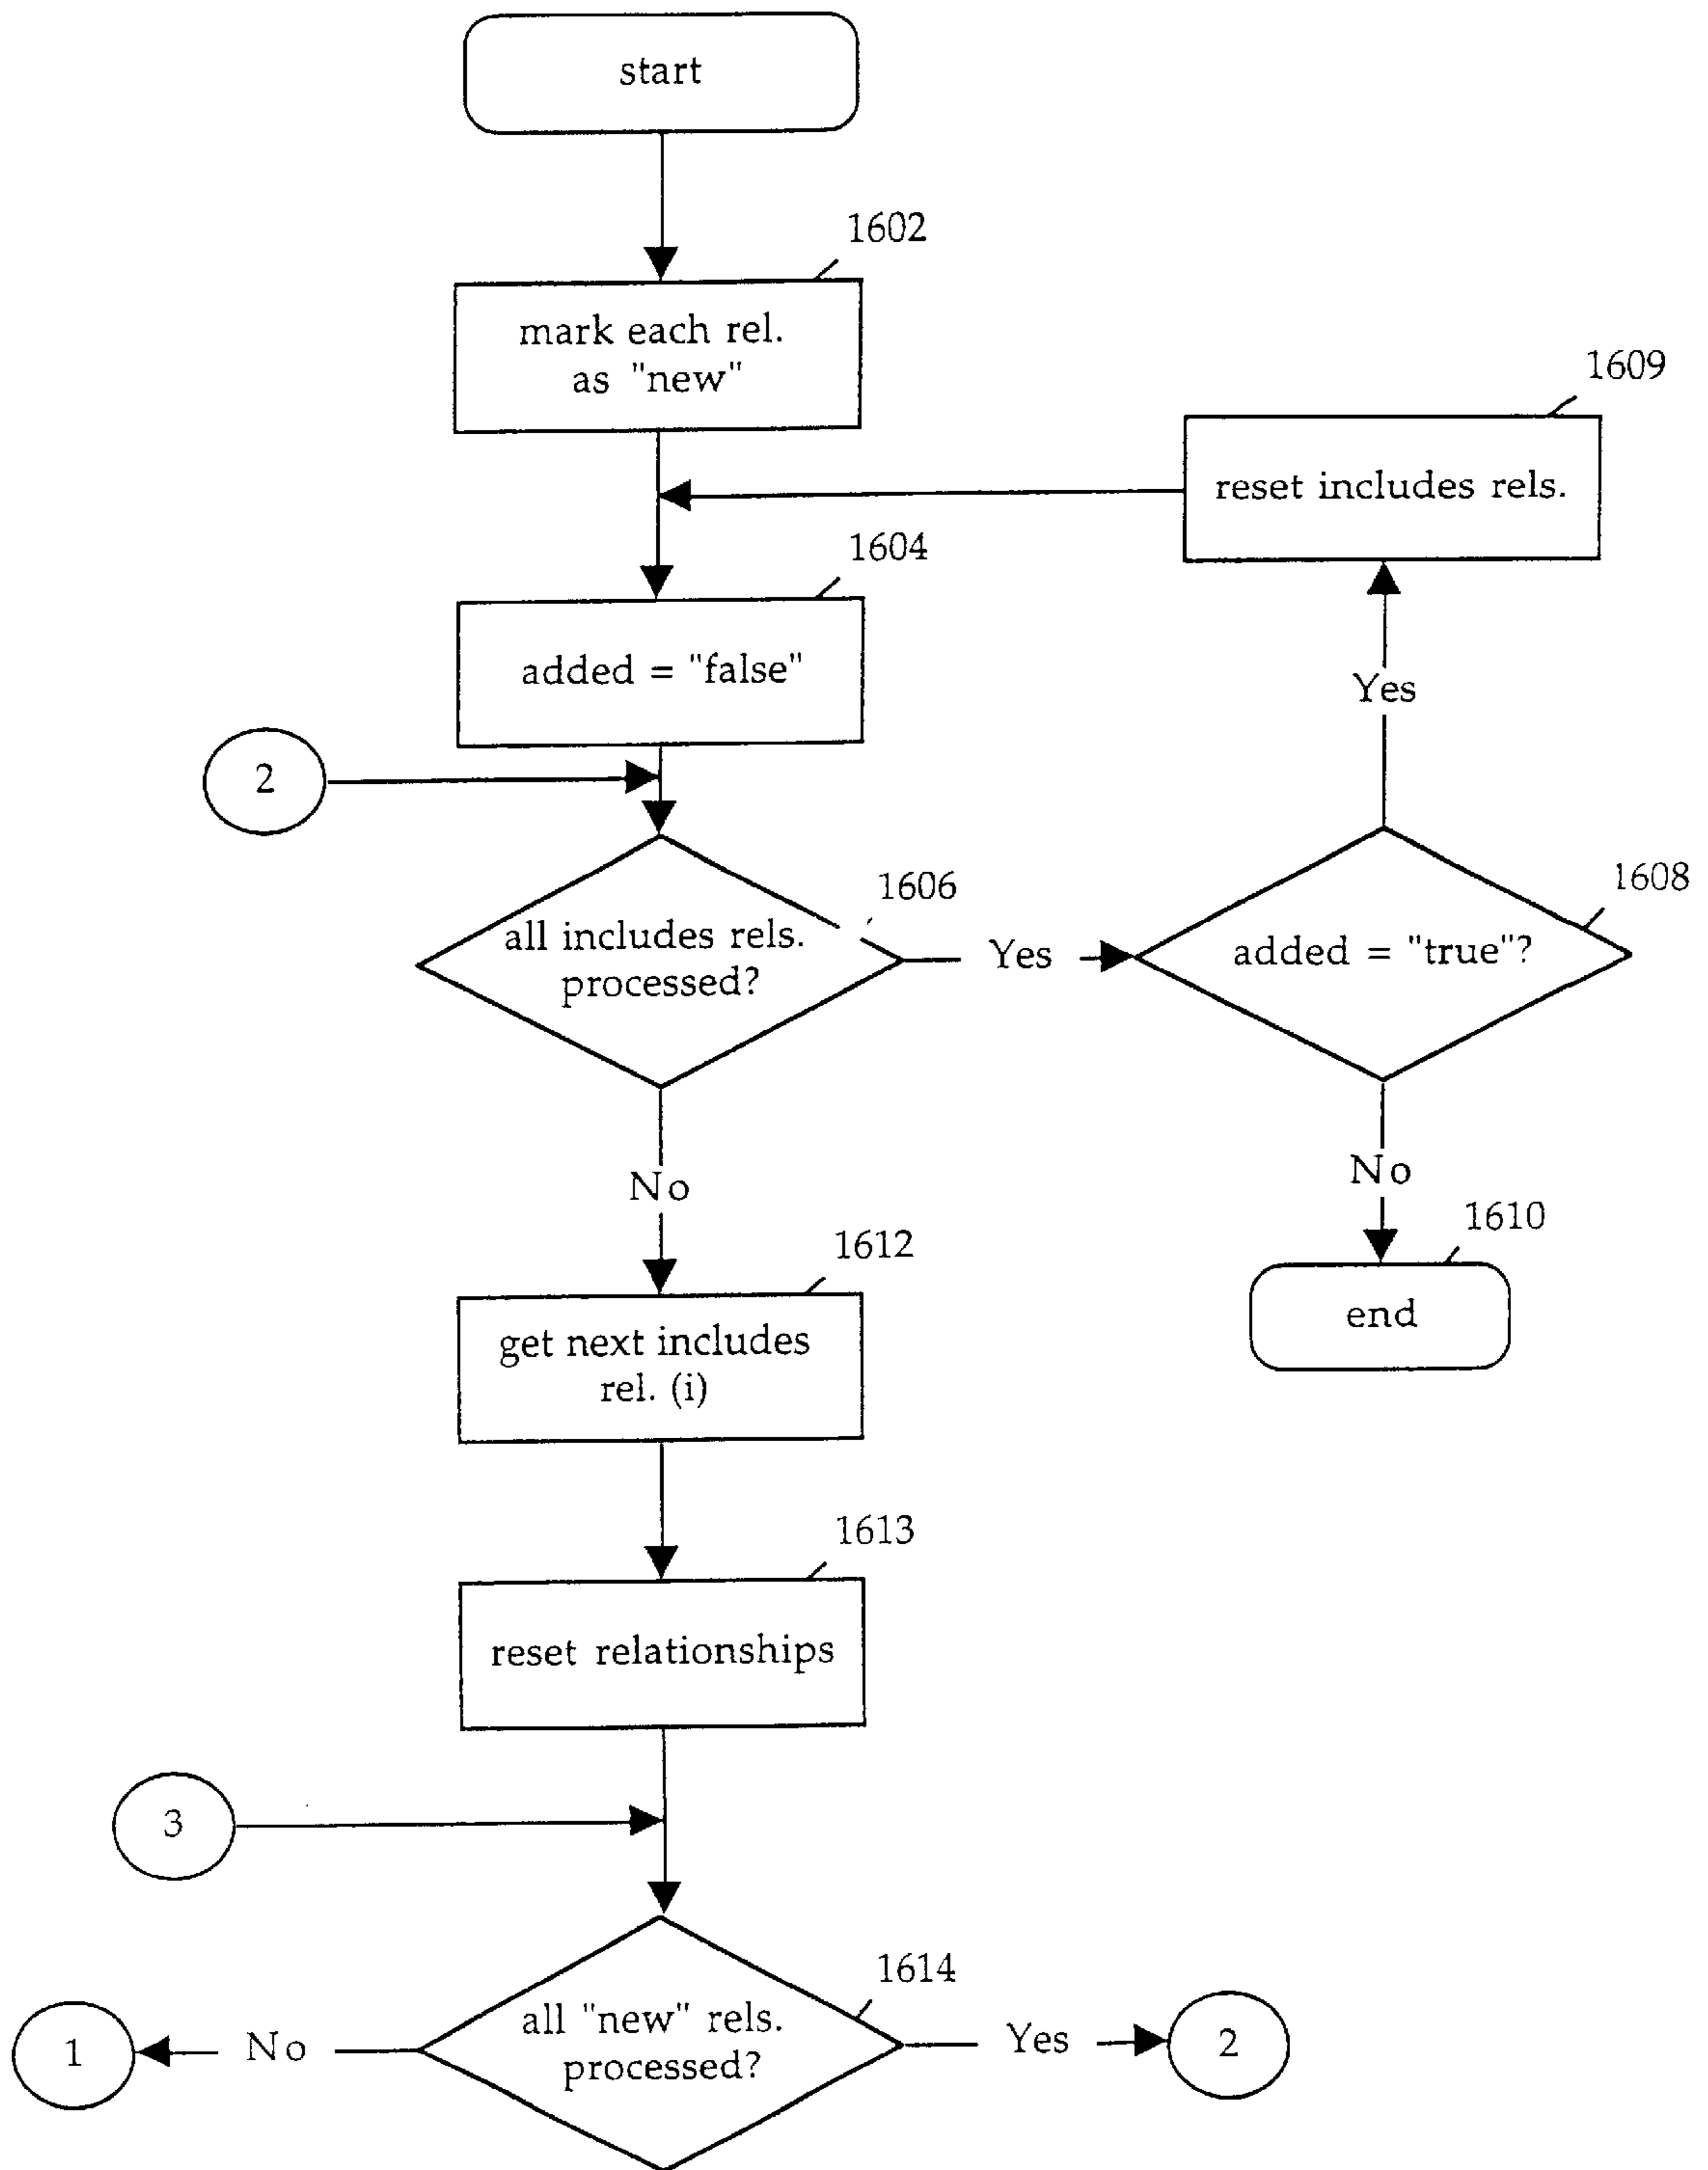 start
1602
mark each rel.
as "new"
1609
reset includes rels.
1604
added = "false"
Yes
2
1606
1608
all includes rels.
processed?
Yes
added = "true"?
No
No
1610
1612
end
get next includes
rel. (i)
1613
reset relationships
3
1614
all "new" rels.
processed?
1
No
Yes
2